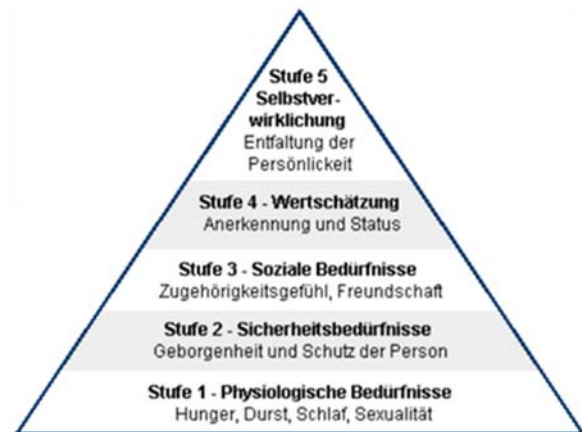 Stufe 5
Selbstver-
wirklichung
Entfaltung der
Persönlickeit
Stufe 4 - Wertschätzung
Anerkennung und Status
Stufe 3 - Soziale Bedürfnisse
Zugehörigkeitsgefühl, Freundschaft
Stufe 2 - Sicherheitsbedürfnisse
Geborgenheit und Schutz der Person
Stufe 1 - Physiologische Bedürfnisse
Hunger, Durst, Schlaf, Sexualität